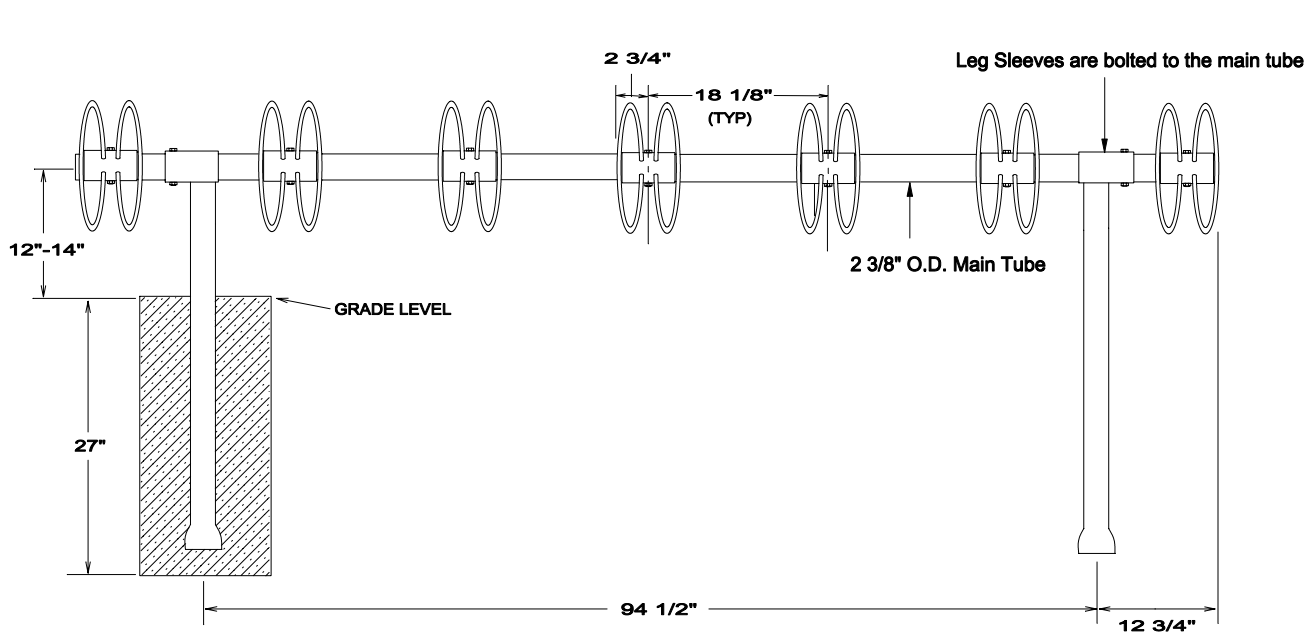 2 3/4"
Leg Sleeves are bolted to the main tube
18 1/8"
(TYP)
12"-14"
2 3/8" O.D. Main Tube
GRADE LEVEL
27"
94 1/2"
12 3/4"